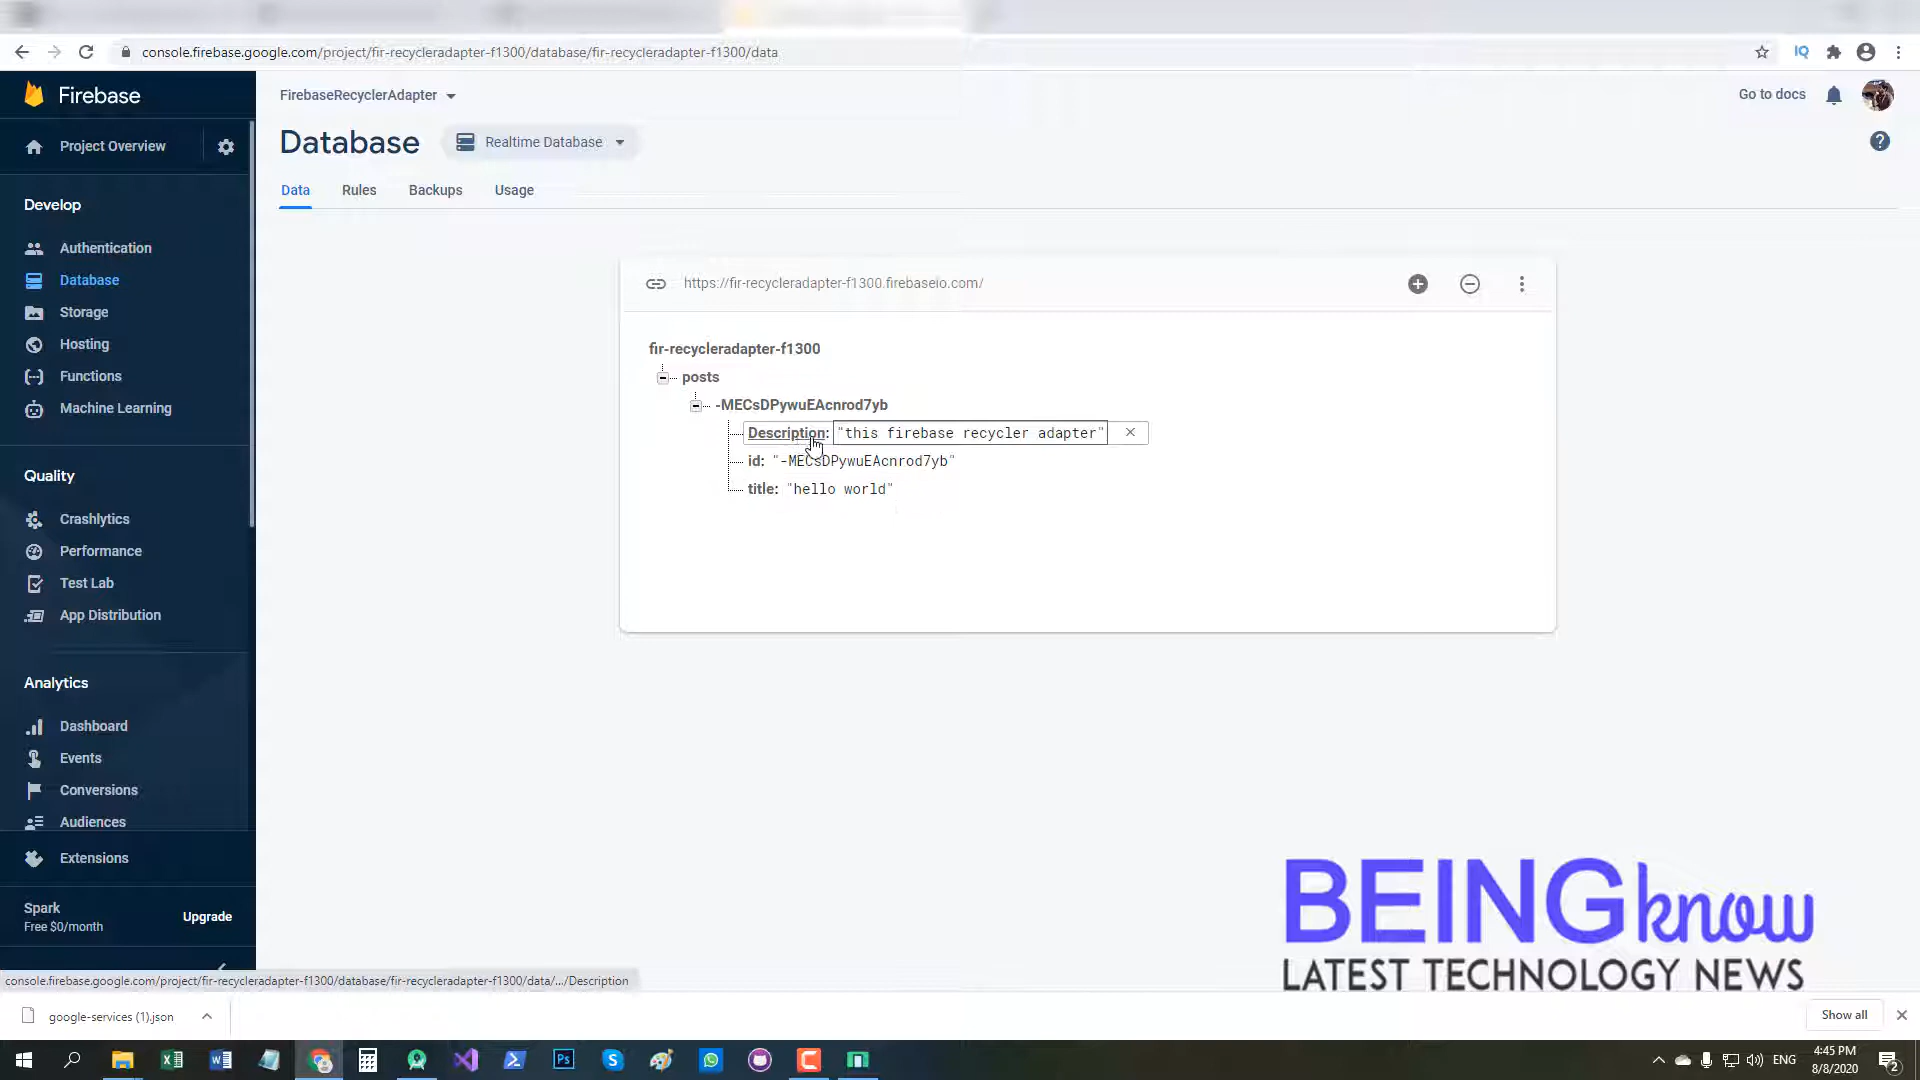 console.firebase.google.com/project/fir-recycleradapter-f1300/database/fir-recycleradapter-f1300/data
Firebase
FirebaseRecyclerAdapter
Go to docs
Project Overview
Database
Realtime Database
Data
Rules
Backups
Usage
Develop
Authentication
Database
Storage
Hosting
Functions
Machine Learning
Quality
Crashlytics
Performance
Test Lab
App Distribution
Analytics
Dashboard
Events
Conversions
Audiences
Extensions
Spark
Free $0/month
Upgrade
https://fir-recycleradapter-f1300.firebaseio.com/
fir-recycleradapter-f1300
posts
-MECsDPywuEAcnrod7yb
Description: "this firebase recycler adapter"
id: "-MECsDPywuEAcnrod7yb"
title: "hello world"
BEINGknow
LATEST TECHNOLOGY NEWS
console.firebase.google.com/project/fir-recycleradapter-f1300/database/fir-recycleradapter-f1300/data/.../Description
google-services (1).json
Show all
ENG
4:45 PM
8/8/2020
2